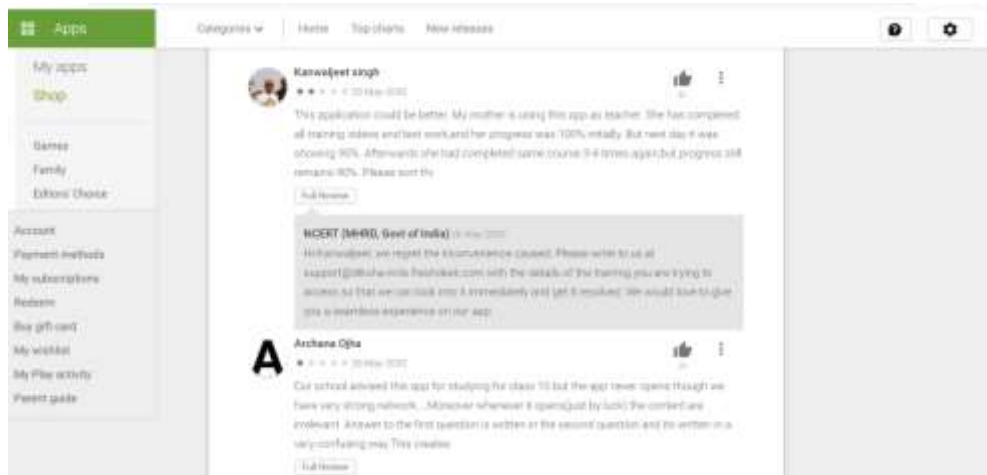 Apps
Categories
Home
Top charts
New releases
My apps
Shop
Games
Family
Editors' Choice
Account
Payment methods
My subscriptions
Redeem
Buy gift card
My wishlist
My Play activity
Parent guide
Kanwaljeet singh
May 2020
This application could be better. My mother is using this app as teacher. She has completed
all training videos and test work,and her progress was 100% initially. But next day it was
showing 90%. Afterwards she had completed same course times again,but progress still
remains 90%. Please sort
Full Review
NCERT (MHRD, Govt of India) May 2020
Hi Kanwaljeet, we regret the inconvenience caused. Please write to us at
with the details of the training you are trying to
access so that we can look into it immediately and get it resolved. We would love to give
you a seamless experience on our app.
A
Archana Ojha
May 2020
Our school advised this app for studying for class 10 but the app never opens though we
have very strong network....Moreover whenever it opens(just by luck) the content are
irrelevant. Answer to the first question is written in the second question and its written in a
very confusing way.This creates
Full Review